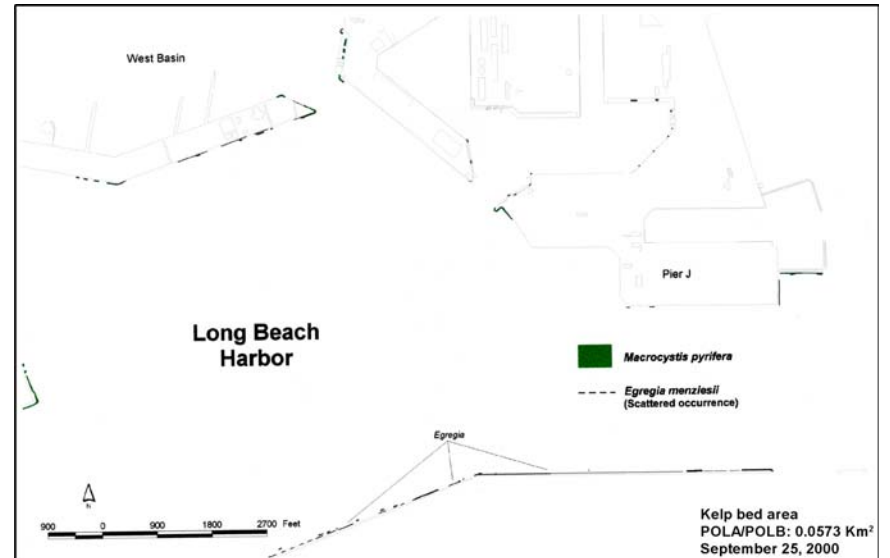 West Basin
Pier J
Long Beach
Harbor
Macrocystis pyrifera
Egregia menziesii
(Scattered occurrence)
Egregia
N
900 0 900 1800 2700 Feet
Kelp bed area
POLA/POLB: 0.0573 Km²
September 25, 2000